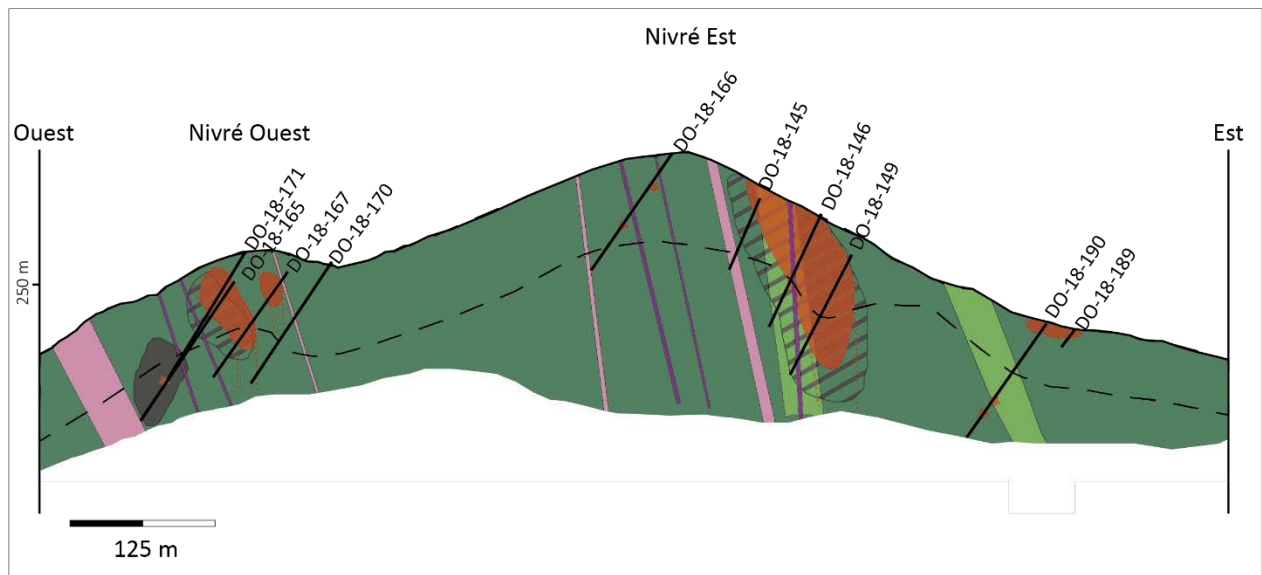 Nivré Est
Ouest
Nivré Ouest
Est
DO-18-171
DO-18-165
DO-18-167
DO-18-170
DO-18-166
DO-18-145
DO-18-146
DO-18-149
DO-18-190
DO-18-189
250 m
125 m